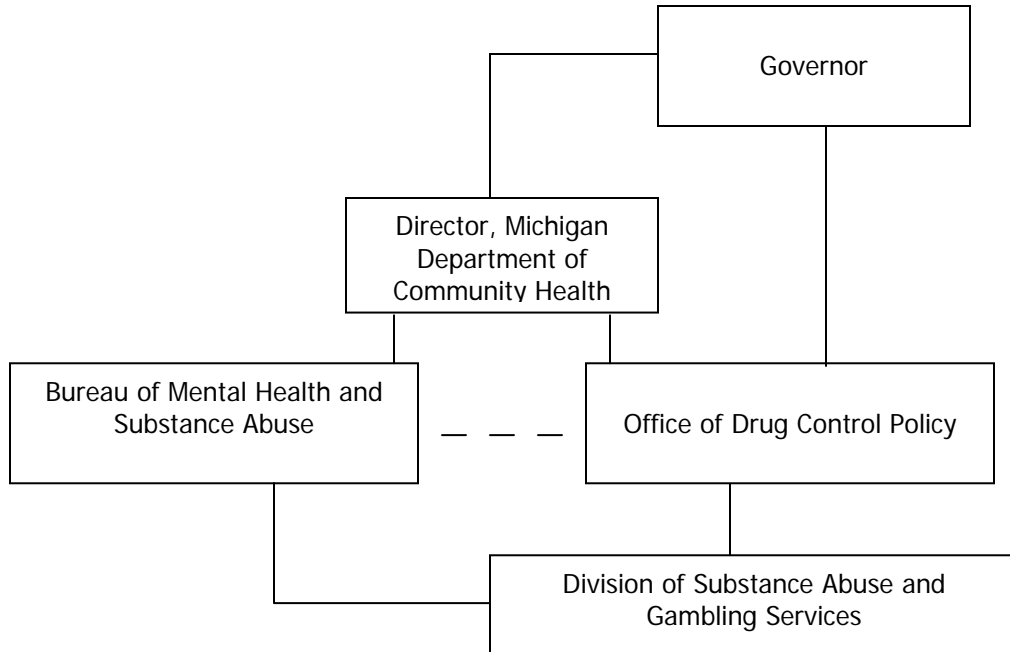 Governor
Director, Michigan
Department of
Community Health
Bureau of Mental Health and
Substance Abuse
Office of Drug Control Policy
Division of Substance Abuse and
Gambling Services